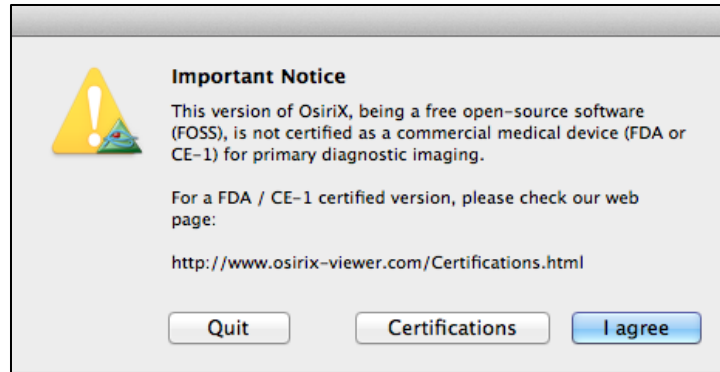 Important Notice
This version of OsiriX, being a free open-source software
(FOSS), is not certified as a commercial medical device (FDA or
CE-1) for primary diagnostic imaging.
For a FDA / CE-1 certified version, please check our web
page:
http://www.osirix-viewer.com/Certifications.html
Quit
Certifications
I agree